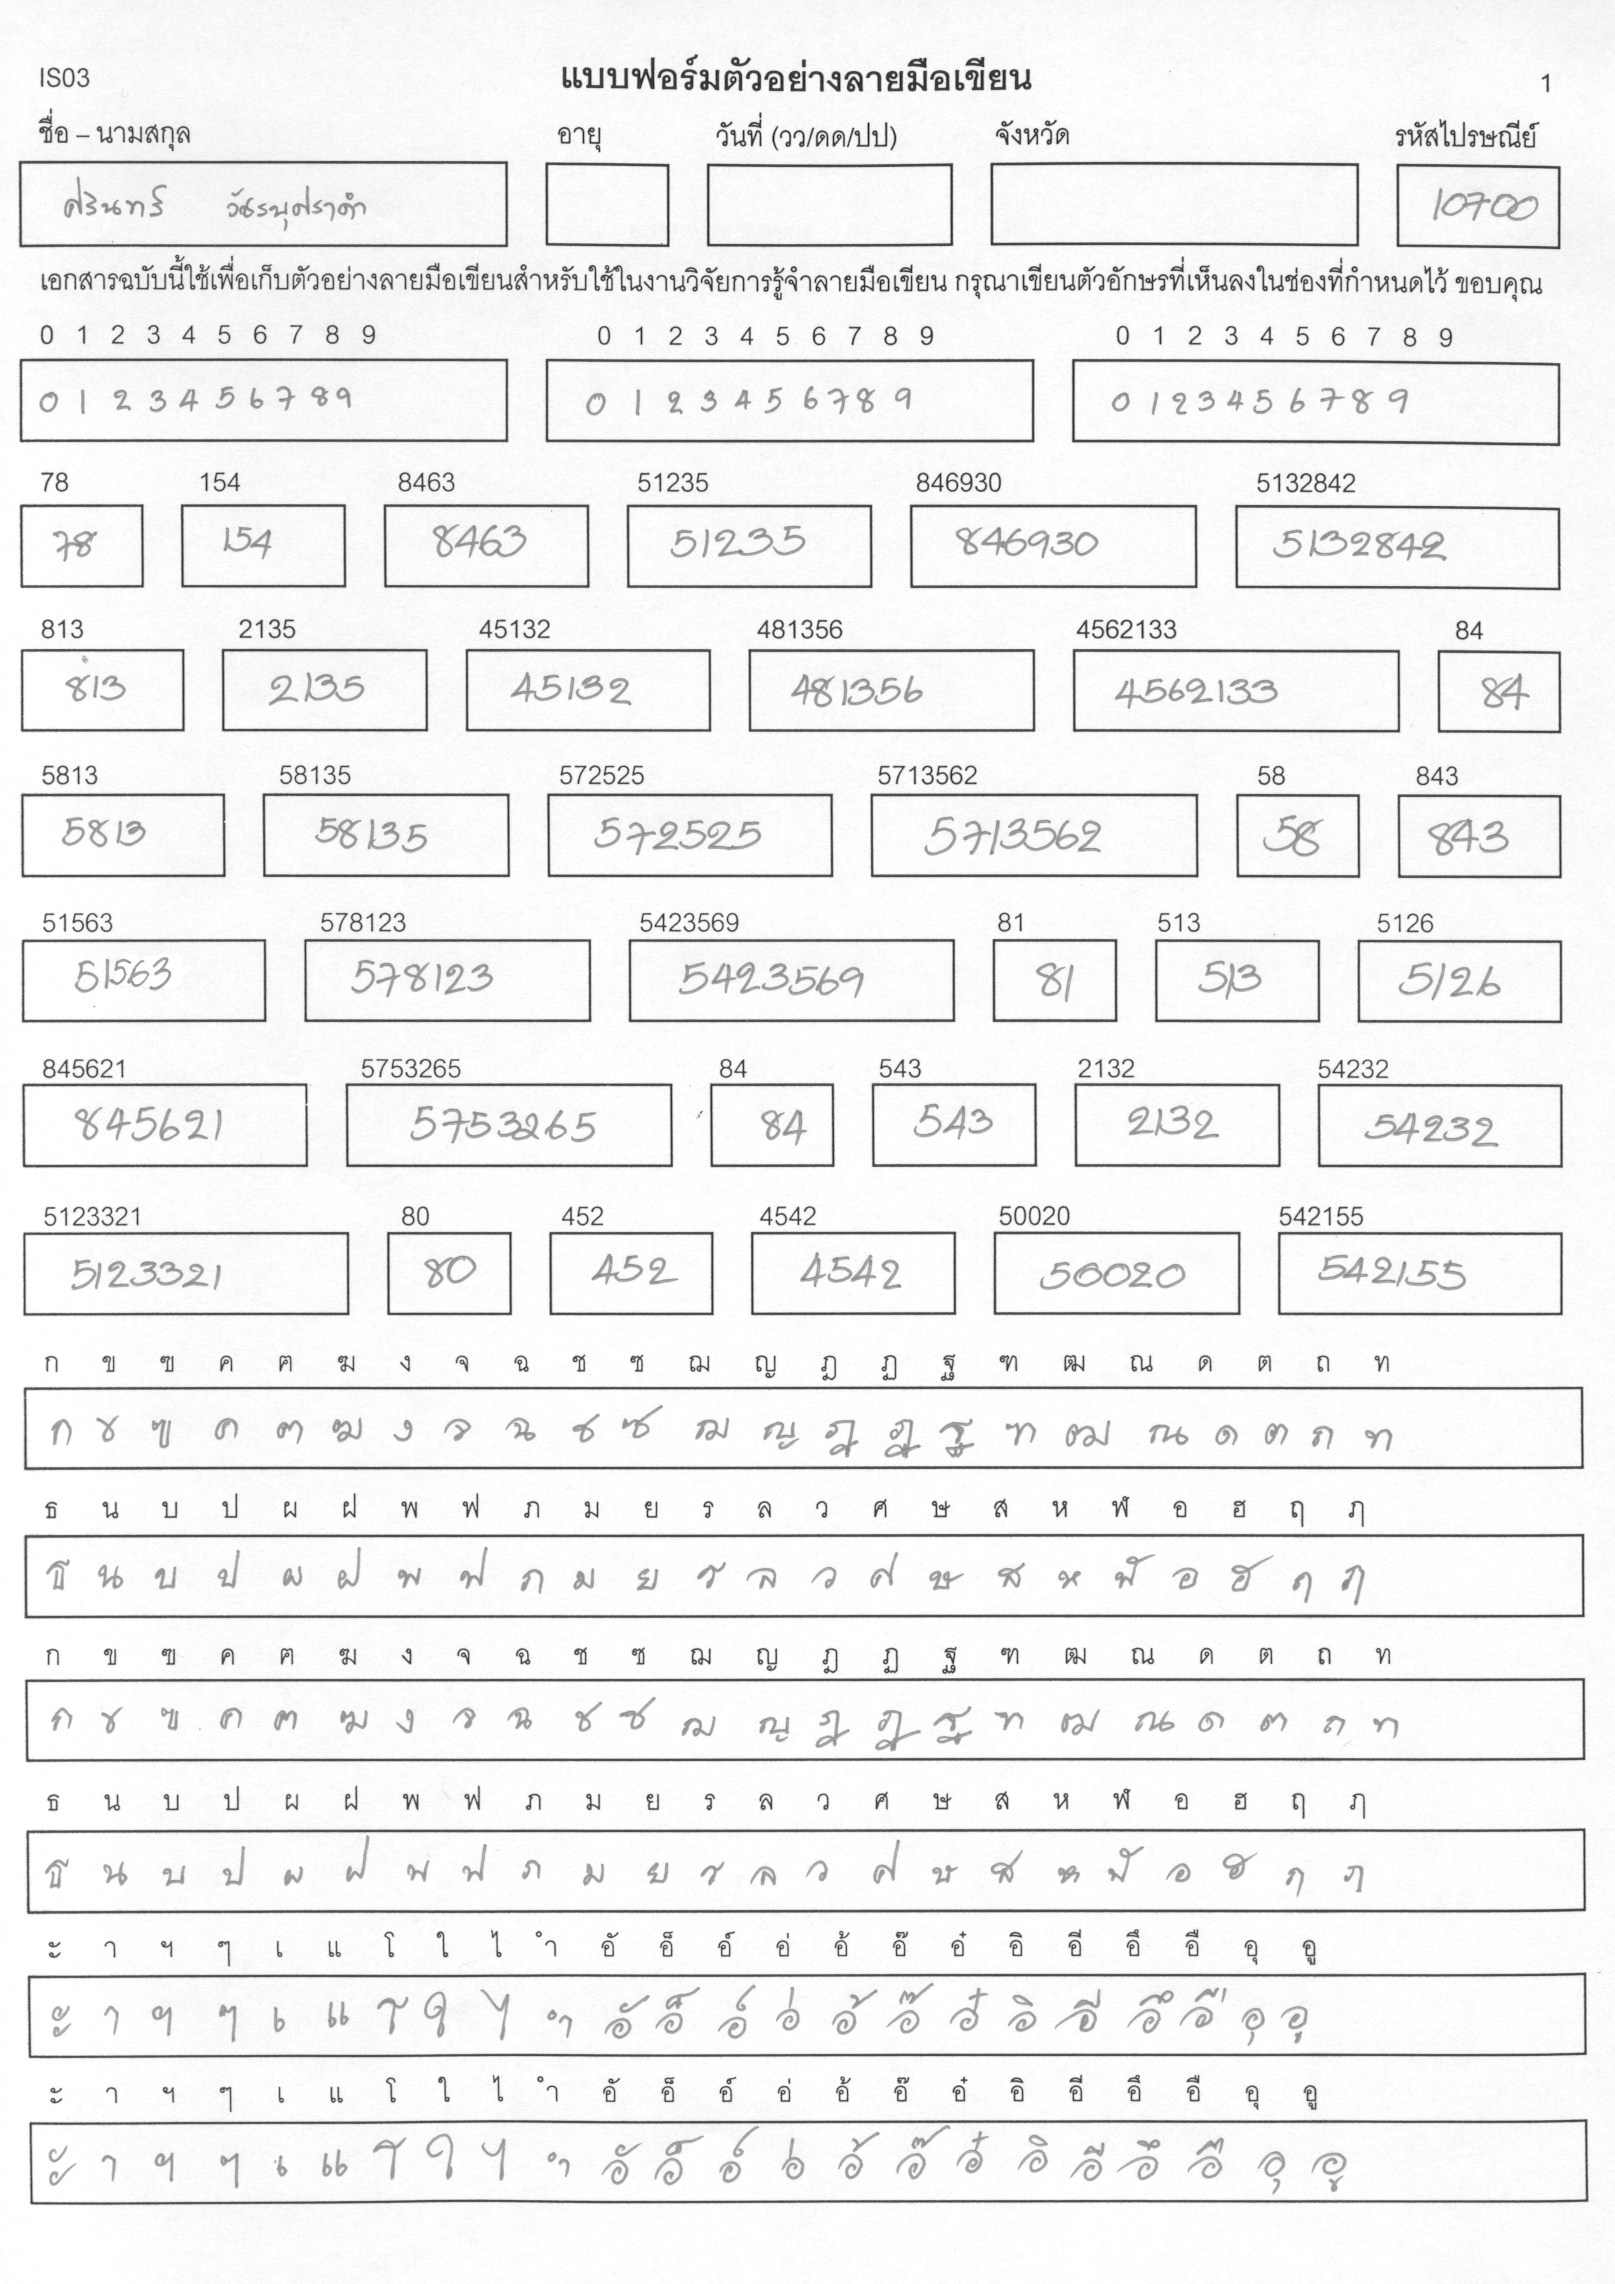 IS03 แบบฟอร์มตัวอย่างลายมือเขียน 1
ชื่อ – นามสกุล อายุ วันที่ (วว/ดด/ปป) จังหวัด รหัสไปรษณีย์
ศรินทร์ วัชรบุศราคำ 10700
เอกสารฉบับนี้ใช้เพื่อเก็บตัวอย่างลายมือเขียนสำหรับใช้ในงานวิจัยการรู้จำลายมือเขียน กรุณาเขียนตัวอักษรที่เห็นลงในช่องที่กำหนดไว้ ขอบคุณ
0 1 2 3 4 5 6 7 8 9 0 1 2 3 4 5 6 7 8 9 0 1 2 3 4 5 6 7 8 9
0 1 2 3 4 5 6 7 8 9 0 1 2 3 4 5 6 7 8 9 0 1 2 3 4 5 6 7 8 9
78 154 8463 51235 846930 5132842
78 154 8463 51235 846930 5132842
813 2135 45132 481356 4562133 84
813 2135 45132 481356 4562133 84
5813 58135 572525 5713562 58 843
5813 58135 572525 5713562 58 843
51563 578123 5423569 81 513 5126
51563 578123 5423569 81 513 5126
845621 5753265 84 543 2132 54232
845621 5753265 84 543 2132 54232
5123321 80 452 4542 50020 542155
5123321 80 452 4542 50020 542155
ก ข ฃ ค ฅ ฆ ง จ ฉ ช ซ ฌ ญ ฎ ฏ ฐ ฑ ฒ ณ ด ต ถ ท
ก ข ฃ ค ฅ ฆ ง จ ฉ ช ซ ฌ ญ ฎ ฏ ฐ ฑ ฒ ณ ด ต ถ ท
ธ น บ ป ผ ฝ พ ฟ ภ ม ย ร ล ว ศ ษ ส ห ฬ อ ฮ ฤ ฦ
ธ น บ ป ผ ฝ พ ฟ ภ ม ย ร ล ว ศ ษ ส ห ฬ อ ฮ ฤ ฦ
ก ข ฃ ค ฅ ฆ ง จ ฉ ช ซ ฌ ญ ฎ ฏ ฐ ฑ ฒ ณ ด ต ถ ท
ก ข ฃ ค ฅ ฆ ง จ ฉ ช ซ ฌ ญ ฎ ฏ ฐ ฑ ฒ ณ ด ต ถ ท
ธ น บ ป ผ ฝ พ ฟ ภ ม ย ร ล ว ศ ษ ส ห ฬ อ ฮ ฤ ฦ
ธ น บ ป ผ ฝ พ ฟ ภ ม ย ร ล ว ศ ษ ส ห ฬ อ ฮ ฤ ฦ
ะ า ฯ ๆ เ แ โ ใ ไ ำ อั อ็ อ์ อ่ อ้ อ๊ อ๋ อิ อี อึ อื อุ อู
ะ า ฯ ๆ เ แ โ ใ ไ ำ อั อ็ อ์ อ่ อ้ อ๊ อ๋ อิ อี อึ อื อุ อู
ะ า ฯ ๆ เ แ โ ใ ไ ำ อั อ็ อ์ อ่ อ้ อ๊ อ๋ อิ อี อึ อื อุ อู
ะ า ฯ ๆ เ แ โ ใ ไ ำ อั อ็ อ์ อ่ อ้ อ๊ อ๋ อิ อี อึ อื อุ อู